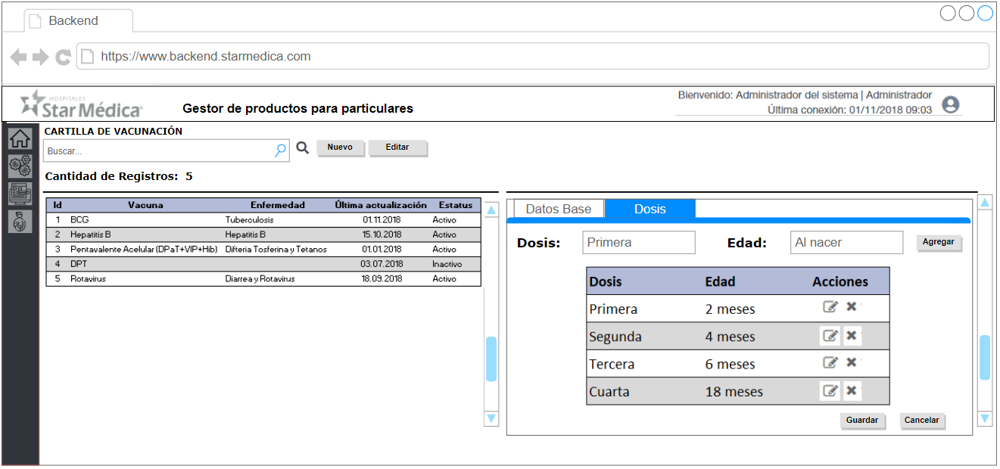 Backend
https://www.backend.starmedica.com
HOSPITALES
Star Médica
Gestor de productos para particulares
Bienvenido: Administrador del sistema | Administrador
Última conexión: 01/11/2018 09:03
CARTILLA DE VACUNACIÓN
Buscar...
Nuevo
Editar
Cantidad de Registros: 5
Id Vacuna Enfermedad Última actualización Estatus
1 BCG Tuberculosis 01.11.2018 Activo
2 Hepatitis B Hepatitis B 15.10.2018 Activo
3 Pentavalente Acelular (DPaT+VIP+Hib) Difteria Tosferina y Tetanos 01.01.2018 Activo
4 DPT 03.07.2018 Inactivo
5 Rotavirus Diarrea y Rotavirus 18.09.2018 Activo
Datos Base Dosis
Dosis: Primera Edad: Al nacer Agregar
Dosis Edad Acciones
Primera 2 meses
Segunda 4 meses
Tercera 6 meses
Cuarta 18 meses
Guardar Cancelar